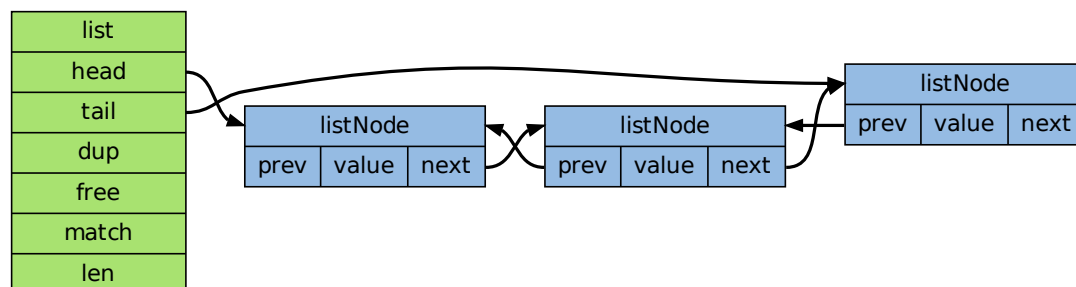 list
head
tail
dup
free
match
len
listNode
prev value next
listNode
prev value next
listNode
prev value next